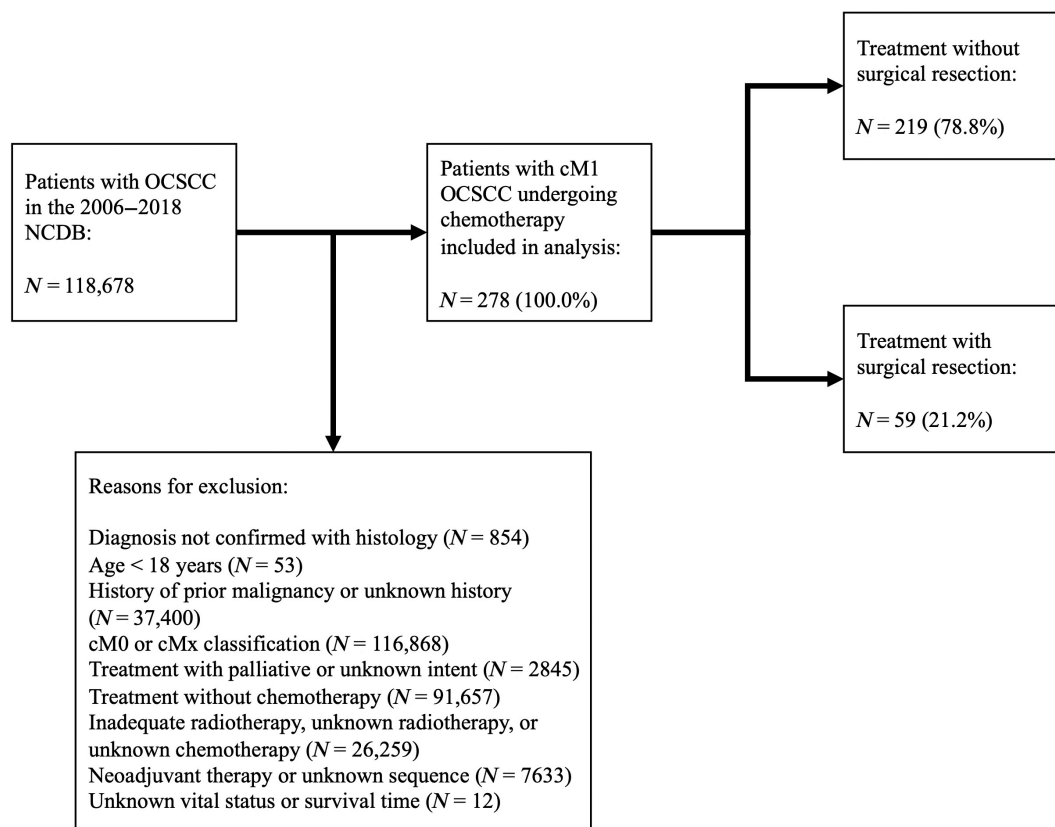 Patients with OCSCC
in the 2006–2018
NCDB:
N = 118,678
Patients with cM1
OCSCC undergoing
chemotherapy
included in analysis:
N = 278 (100.0%)
Treatment without
surgical resection:
N = 219 (78.8%)
Treatment with
surgical resection:
N = 59 (21.2%)
Reasons for exclusion:
Diagnosis not confirmed with histology (N = 854)
Age < 18 years (N = 53)
History of prior malignancy or unknown history
(N = 37,400)
cM0 or cMx classification (N = 116,868)
Treatment with palliative or unknown intent (N = 2845)
Treatment without chemotherapy (N = 91,657)
Inadequate radiotherapy, unknown radiotherapy, or
unknown chemotherapy (N = 26,259)
Neoadjuvant therapy or unknown sequence (N = 7633)
Unknown vital status or survival time (N = 12)